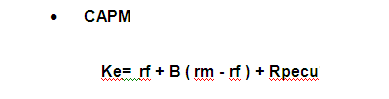 • CAPM
Ke= rf + B ( rm - rf ) + Rpecu